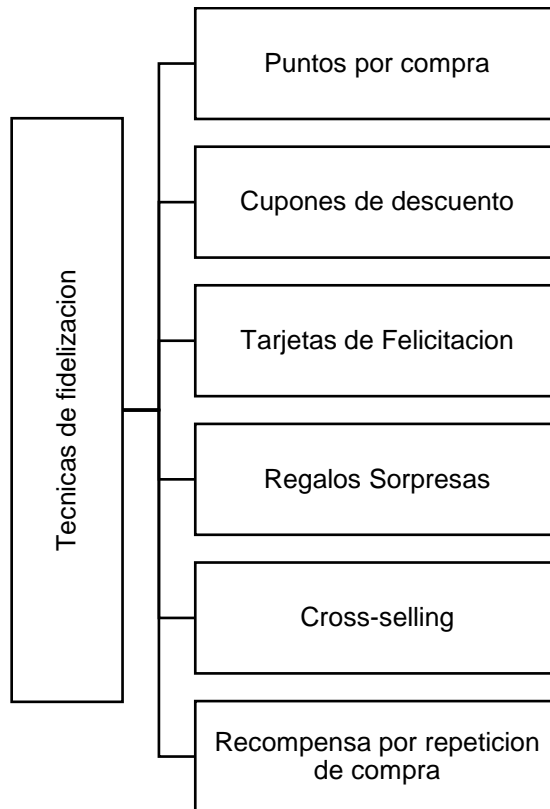 Tecnicas de fidelizacion
Puntos por compra
Cupones de descuento
Tarjetas de Felicitacion
Regalos Sorpresas
Cross-selling
Recompensa por repeticion
de compra